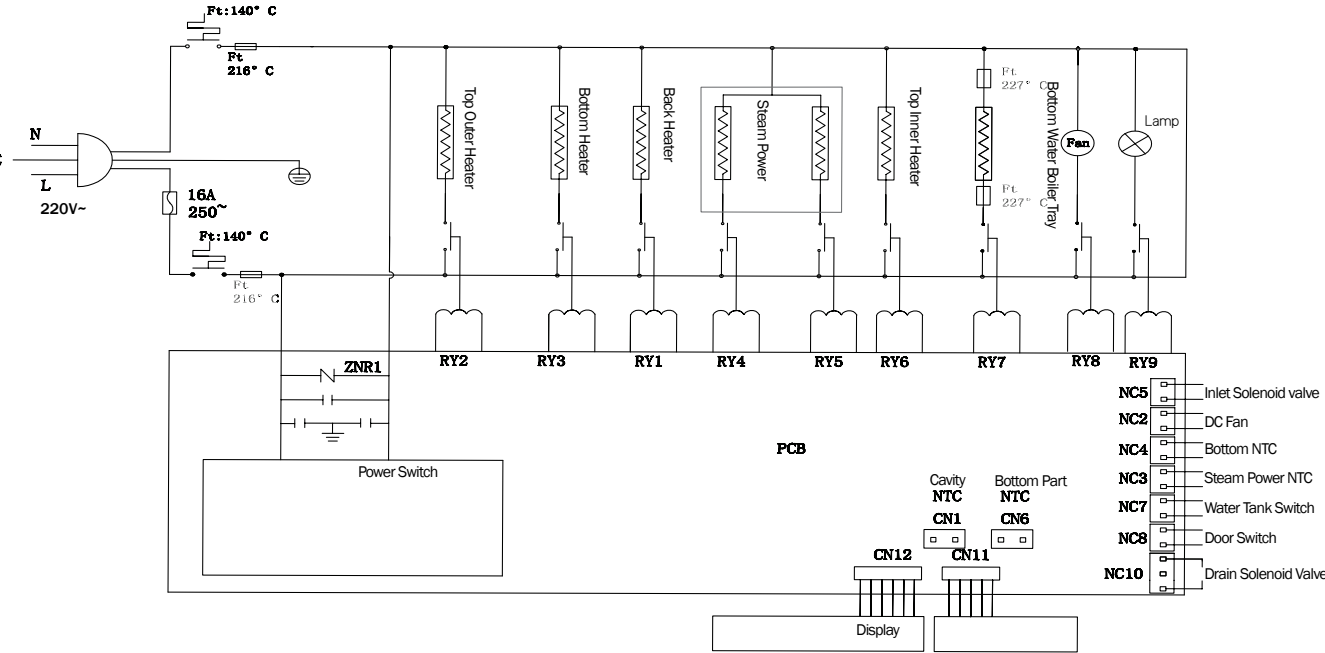 Ft:140° C
Ft
216° C
N
L
220V~
16A
250~
Ft:140° C
Ft
216° C
Top Outer Heater
Bottom Heater
Back Heater
Steam Power
Top Inner Heater
Ft
227° C
Ft
227° C
Bottom Water Boiler Tray
Fan
Lamp
RY2
RY3
RY1
RY4
RY5
RY6
RY7
RY8
RY9
ZNR1
Power Switch
PCB
NC5
Inlet Solenoid valve
NC2
DC Fan
NC4
Bottom NTC
NC3
Steam Power NTC
NC7
Water Tank Switch
NC8
Door Switch
NC10
Drain Solenoid Valve
Cavity
NTC
CN1
Bottom Part
NTC
CN6
CN12
CN11
Display